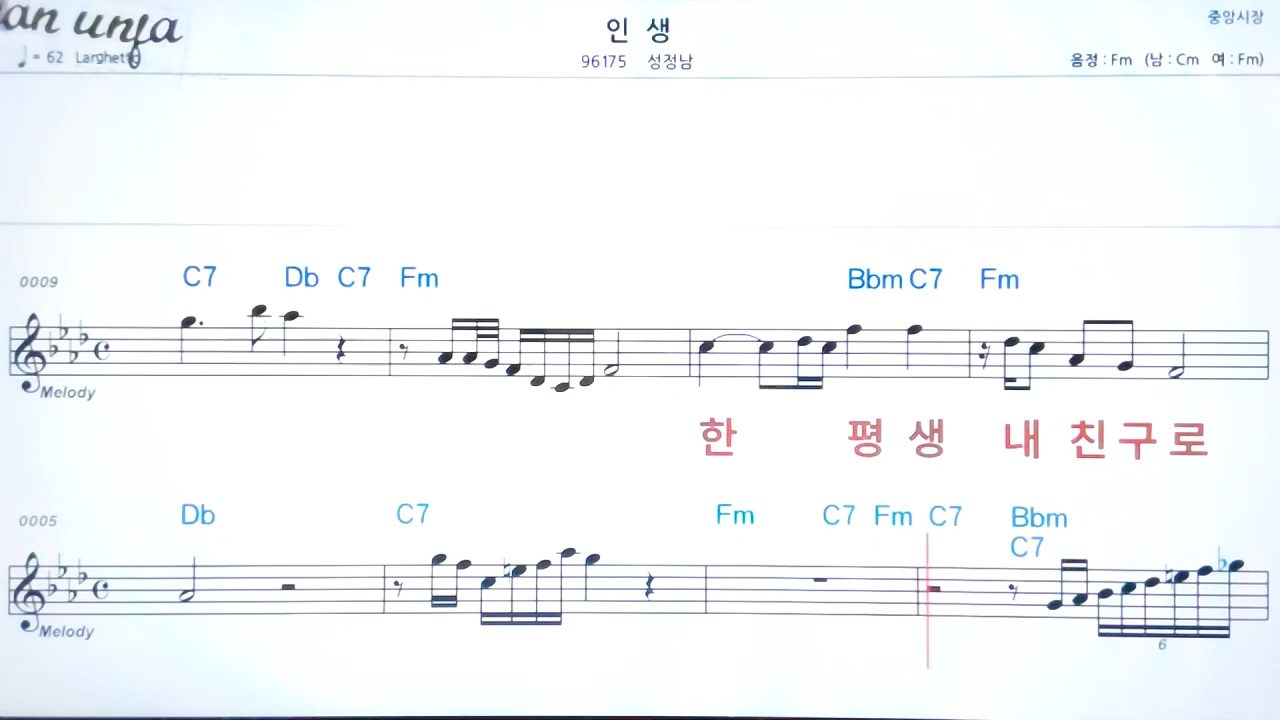 an unja
인 생
중앙시장
♩= 62 Larghetto
96175 성정남
음정 : Fm (남 : Cm 여 : Fm)
0009 C7 Db C7 Fm Bbm C7 Fm
Melody
한 평 생 내 친 구 로
0005 Db C7 Fm C7 Fm C7 Bbm
C7
Melody
6